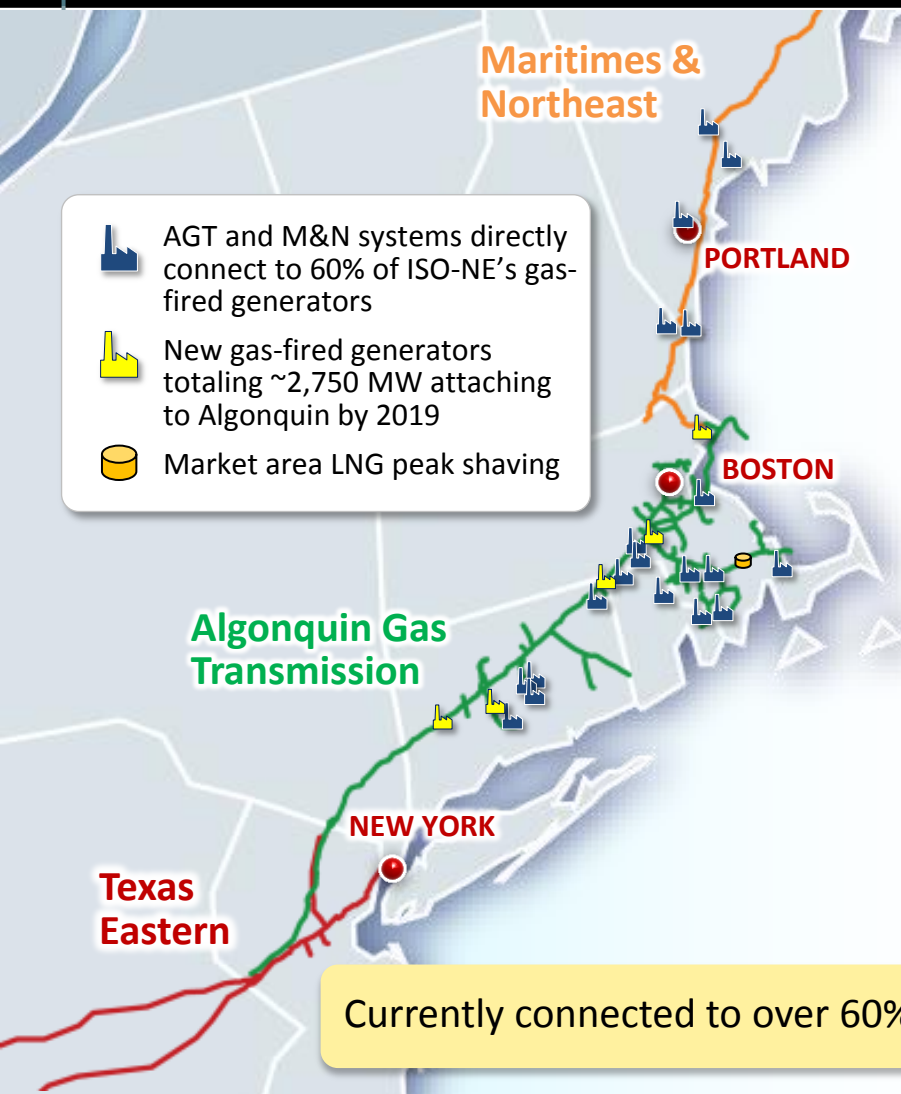 Maritimes &
Northeast
AGT and M&N systems directly
connect to 60% of ISO-NE's gas-
fired generators
New gas-fired generators
totaling ~2,750 MW attaching
to Algonquin by 2019
Market area LNG peak shaving
PORTLAND
BOSTON
Algonquin Gas
Transmission
NEW YORK
Texas
Eastern
Currently connected to over 60%